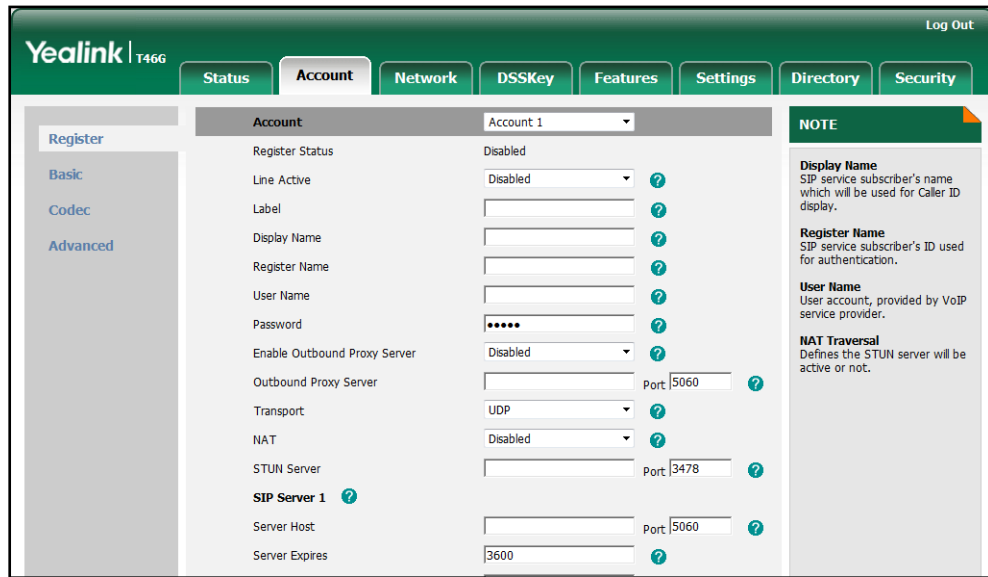 Log Out
Yealink T46G
Status Account Network DSSKey Features Settings Directory Security
Register
Basic
Codec
Advanced
Account Account 1
Register Status Disabled
Line Active Disabled ?
Label ?
Display Name ?
Register Name ?
User Name ?
Password ••••• ?
Enable Outbound Proxy Server Disabled ?
Outbound Proxy Server Port 5060 ?
Transport UDP ?
NAT Disabled ?
STUN Server Port 3478 ?
SIP Server 1 ?
Server Host Port 5060 ?
Server Expires 3600 ?
NOTE
Display Name
SIP service subscriber's name
which will be used for Caller ID
display.
Register Name
SIP service subscriber's ID used
for authentication.
User Name
User account, provided by VoIP
service provider.
NAT Traversal
Defines the STUN server will be
active or not.